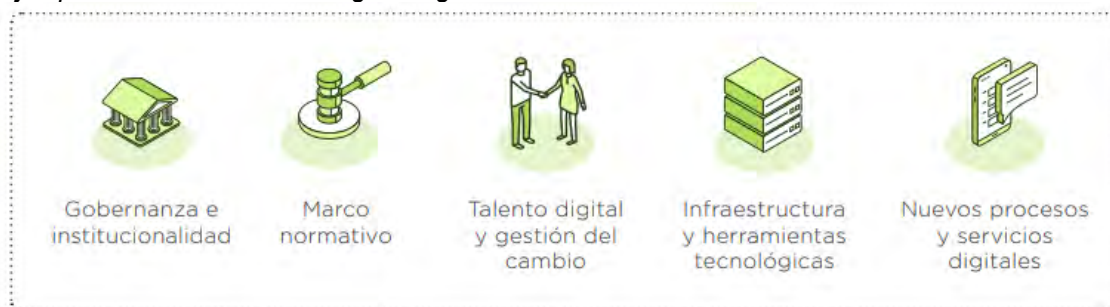 Gobernanza e
institucionalidad
Marco
normativo
Talento digital
y gestión del
cambio
Infraestructura
y herramientas
tecnológicas
Nuevos procesos
y servicios
digitales